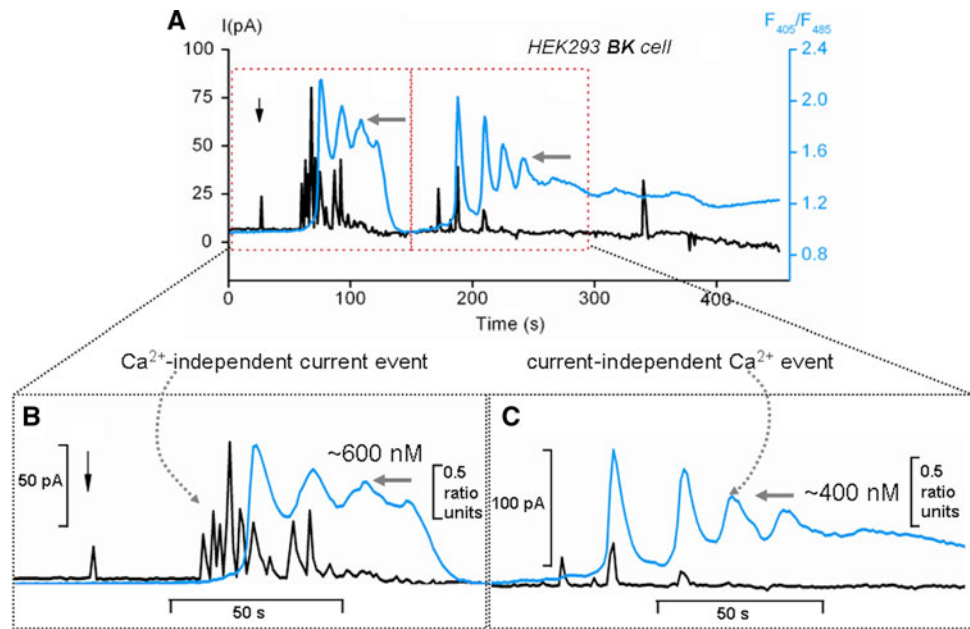 A
I(pA)
HEK293 BK cell
F405/F485
100
75
50
25
0
2.4
2.0
1.6
1.2
0.8
0
100
200
300
400
Time (s)
Ca2+-independent current event
current-independent Ca2+ event
B
50 pA
~600 nM
0.5
ratio
units
50 s
C
100 pA
~400 nM
0.5
ratio
units
50 s